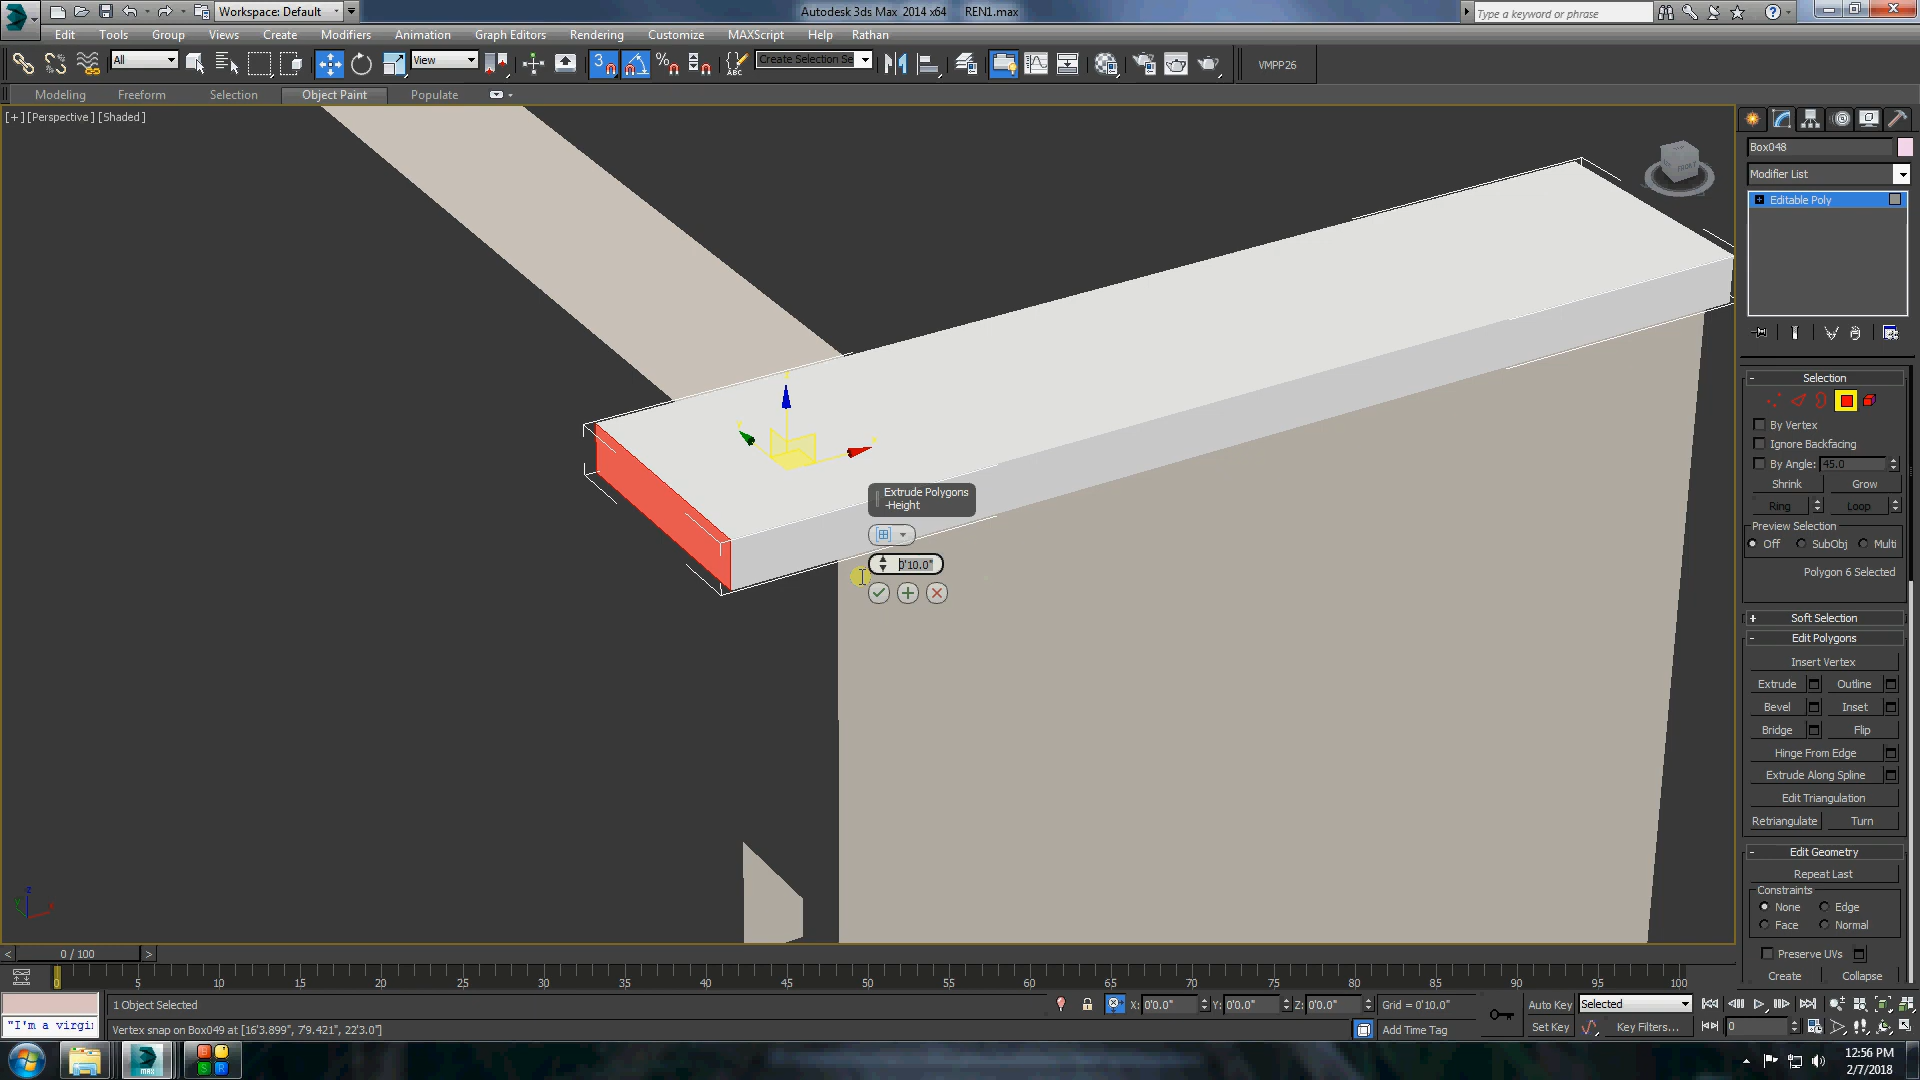 Workspace: Default
Autodesk 3ds Max 2014 x64 REN1.max
Type a keyword or phrase
Edit Tools Group Views Create Modifiers Animation Graph Editors Rendering Customize MAXScript Help Rathan
All
View
3
Create Selection Se
VMPP26
Modeling Freeform Selection Object Paint Populate
[+] [Perspective] [Shaded]
Box048
Modifier List
Editable Poly
Extrude Polygons
-Height
0'10.0"
Selection
By Vertex
Ignore Backfacing
By Angle: 45.0
Shrink Grow
Ring Loop
Preview Selection
Off SubObj Multi
Polygon 6 Selected
Soft Selection
Edit Polygons
Insert Vertex
Extrude Outline
Bevel Inset
Bridge Flip
Hinge From Edge
Extrude Along Spline
Edit Triangulation
Retriangulate Turn
Edit Geometry
Repeat Last
Constraints
None Edge
Face Normal
Preserve UVs
Create Collapse
0 / 100
0 5 10 15 20 25 30 35 40 45 50 55 60 65 70 75 80 85 90 95 100
1 Object Selected
X: 0'0.0" Y: 0'0.0" Z: 0'0.0" Grid = 0'10.0"
Auto Key Selected
"I'm a virgi
Vertex snap on Box049 at [16'3.899", 7'9.421", 22'3.0"]
Add Time Tag
Set Key Key Filters... 0
12:56 PM
2/7/2018